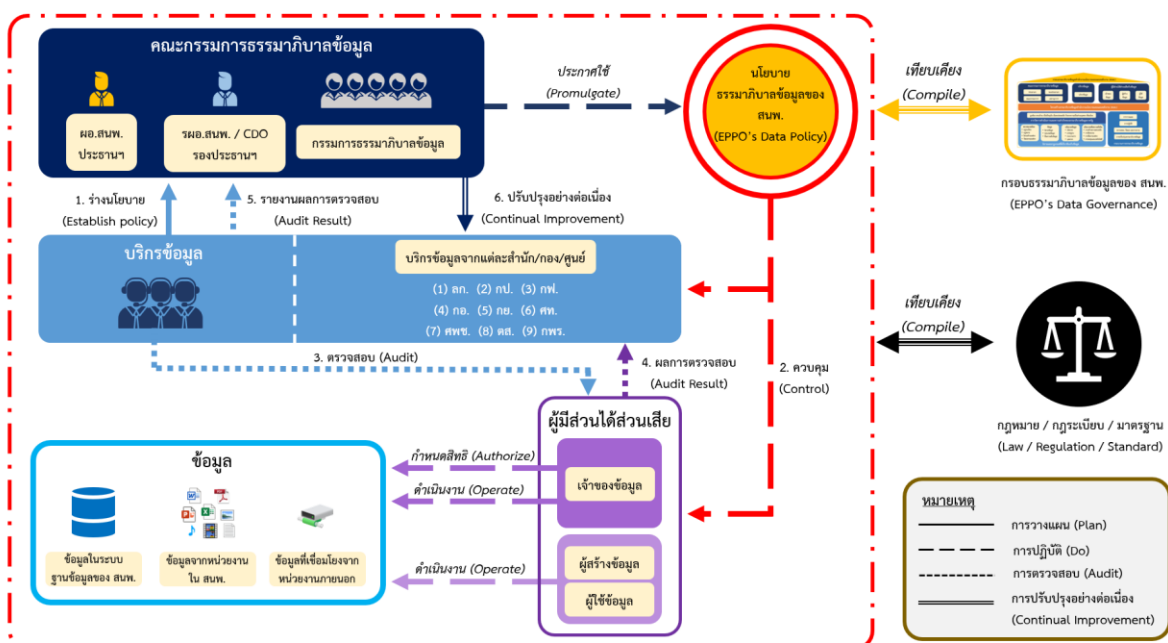 คณะกรรมการธรรมาภิบาลข้อมูล
ผอ.สนพ.
ประธานฯ
รผอ.สนพ. / CDO
รองประธานฯ
กรรมการธรรมาภิบาลข้อมูล
ประกาศใช้
(Promulgate)
นโยบาย
ธรรมาภิบาลข้อมูลของ
สนพ.
(EPPO's Data Policy)
เทียบเคียง
(Compile)
กรอบธรรมาภิบาลข้อมูลของ สนพ.
(EPPO's Data Governance)
1. ร่างนโยบาย
(Establish policy)
5. รายงานผลการตรวจสอบ
(Audit Result)
6. ปรับปรุงอย่างต่อเนื่อง
(Continual Improvement)
บริกรข้อมูล
บริกรข้อมูลจากแต่ละสำนัก/กอง/ศูนย์
(1) ลก. (2) กป. (3) กฟ.
(4) กอ. (5) กย. (6) ศท.
(7) ศพช. (8) ตส. (9) กพร.
เทียบเคียง
(Compile)
กฎหมาย / กฎระเบียบ / มาตรฐาน
(Law / Regulation / Standard)
3. ตรวจสอบ (Audit)
4. ผลการตรวจสอบ
(Audit Result)
2. ควบคุม
(Control)
ผู้มีส่วนได้ส่วนเสีย
เจ้าของข้อมูล
ผู้สร้างข้อมูล
ผู้ใช้ข้อมูล
กำหนดสิทธิ (Authorize)
ดำเนินงาน (Operate)
ดำเนินงาน (Operate)
ข้อมูล
ข้อมูลในระบบ
ฐานข้อมูลของ สนพ.
ข้อมูลจากหน่วยงาน
ใน สนพ.
ข้อมูลที่เชื่อมโยงจาก
หน่วยงานภายนอก
หมายเหตุ
การวางแผน (Plan)
การปฏิบัติ (Do)
การตรวจสอบ (Audit)
การปรับปรุงอย่างต่อเนื่อง
(Continual Improvement)